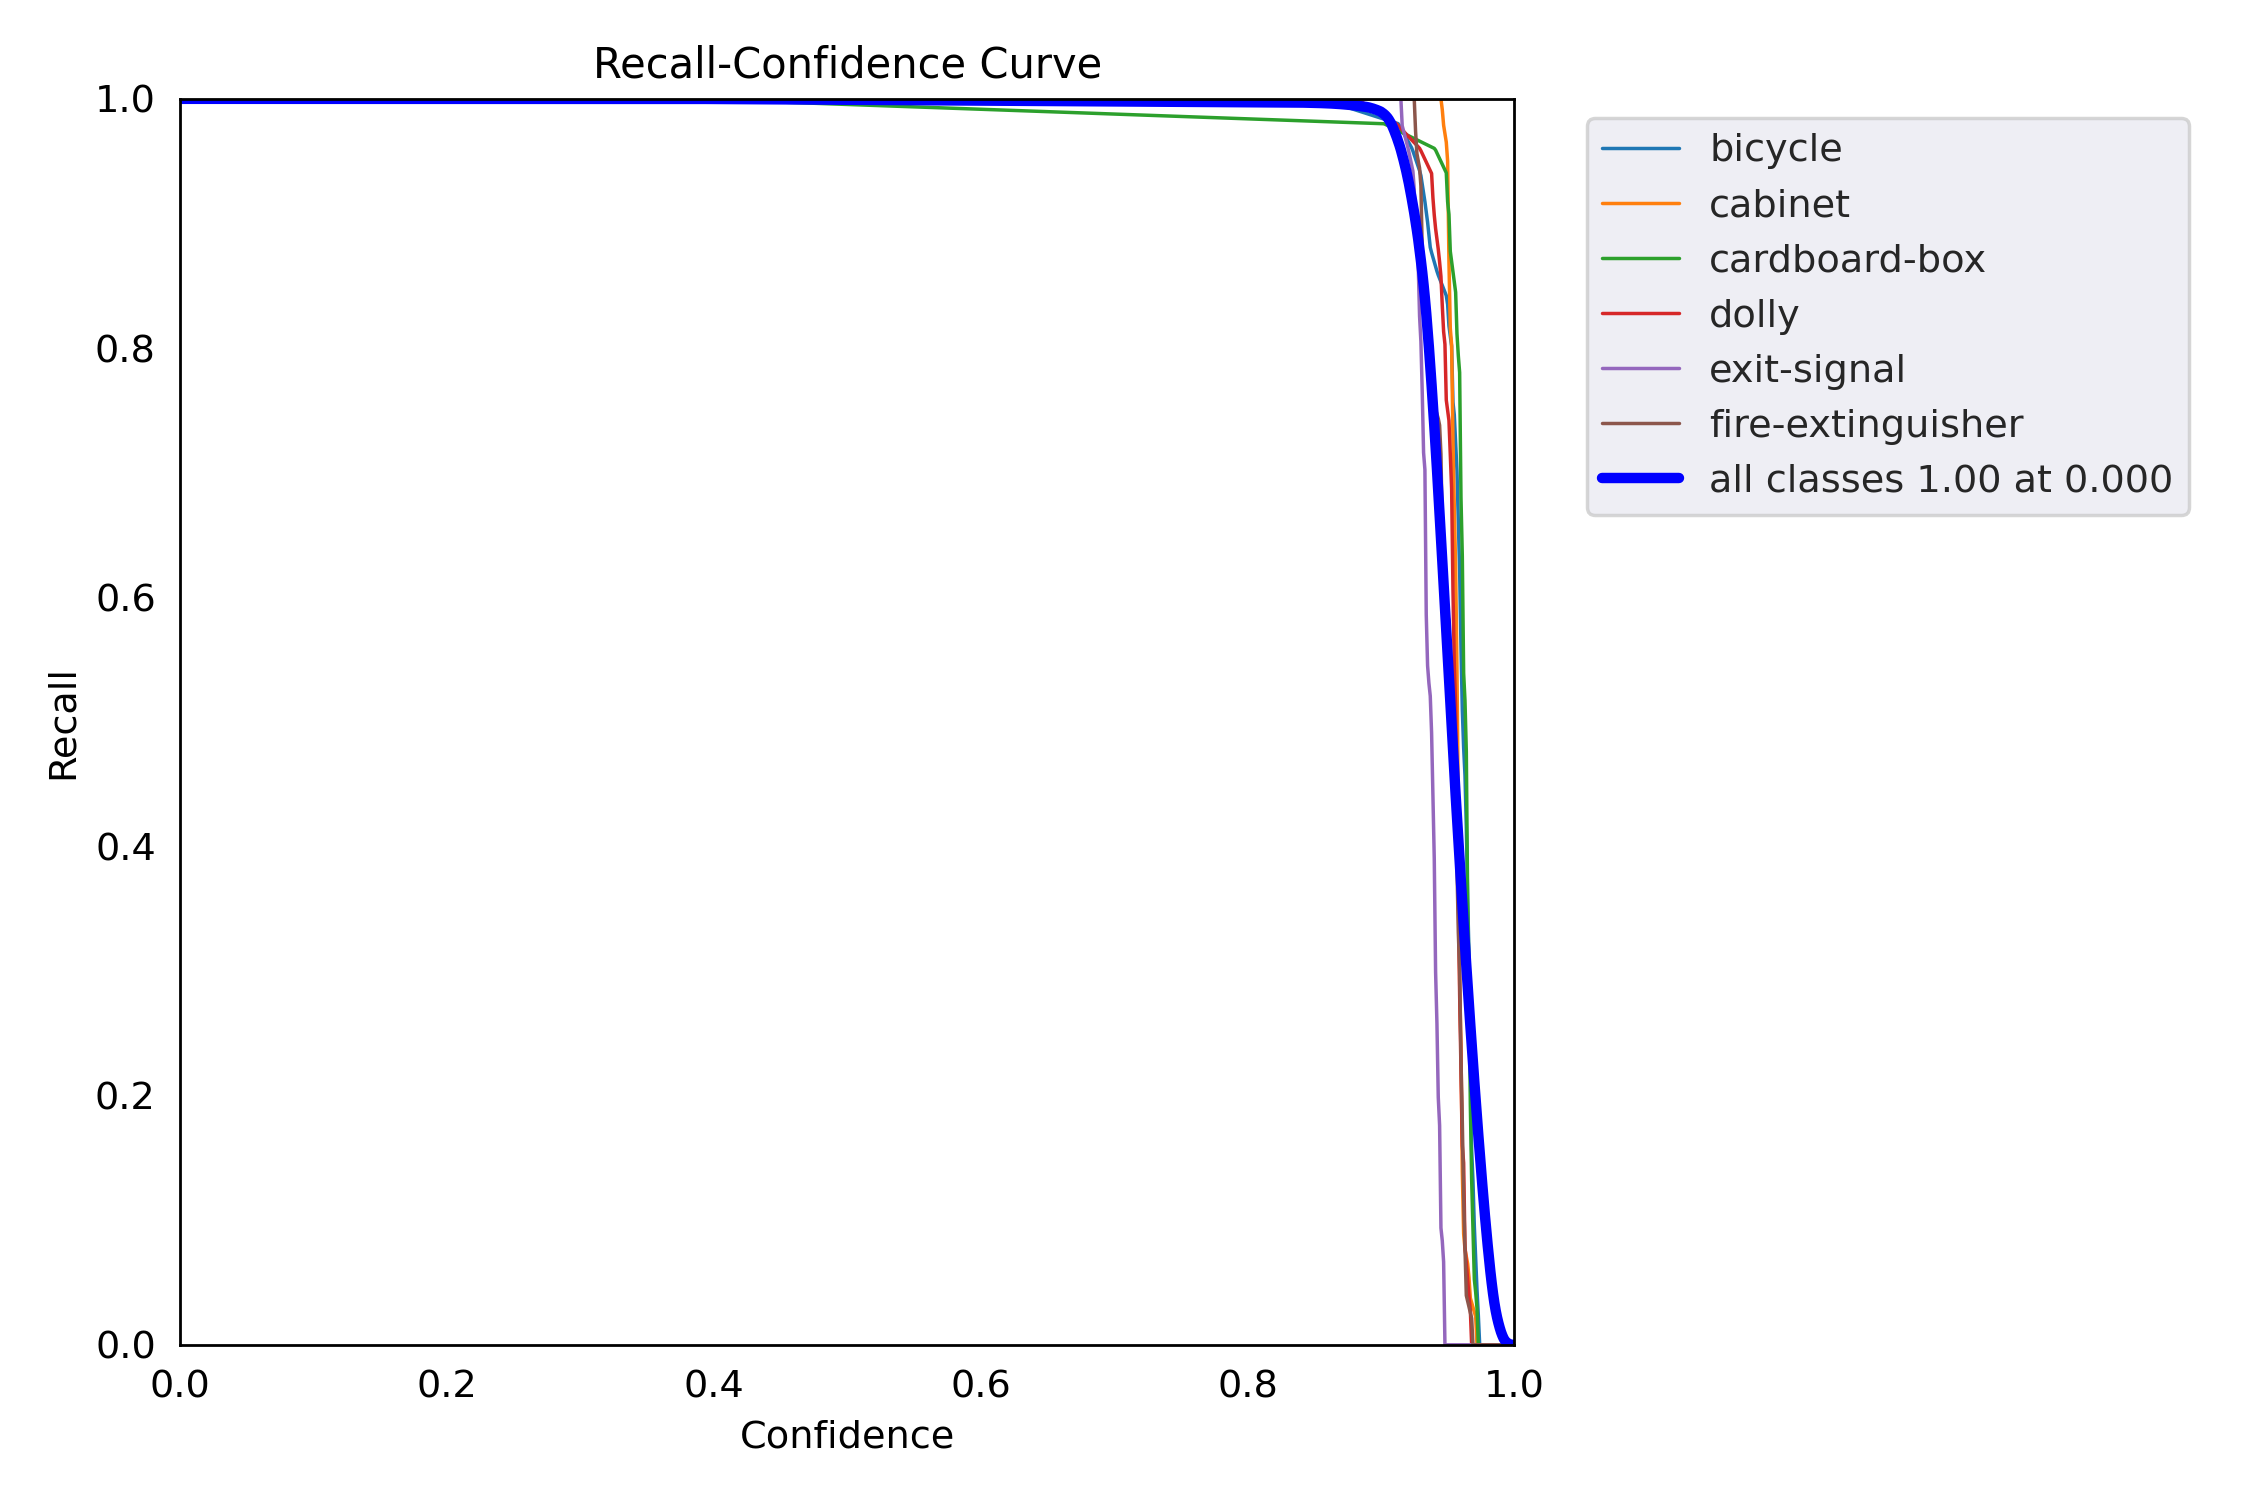 Recall-Confidence Curve
1.0
0.8
0.6
0.4
0.2
0.0
Recall
0.0 0.2 0.4 0.6 0.8 1.0
Confidence
bicycle
cabinet
cardboard-box
dolly
exit-signal
fire-extinguisher
all classes 1.00 at 0.000